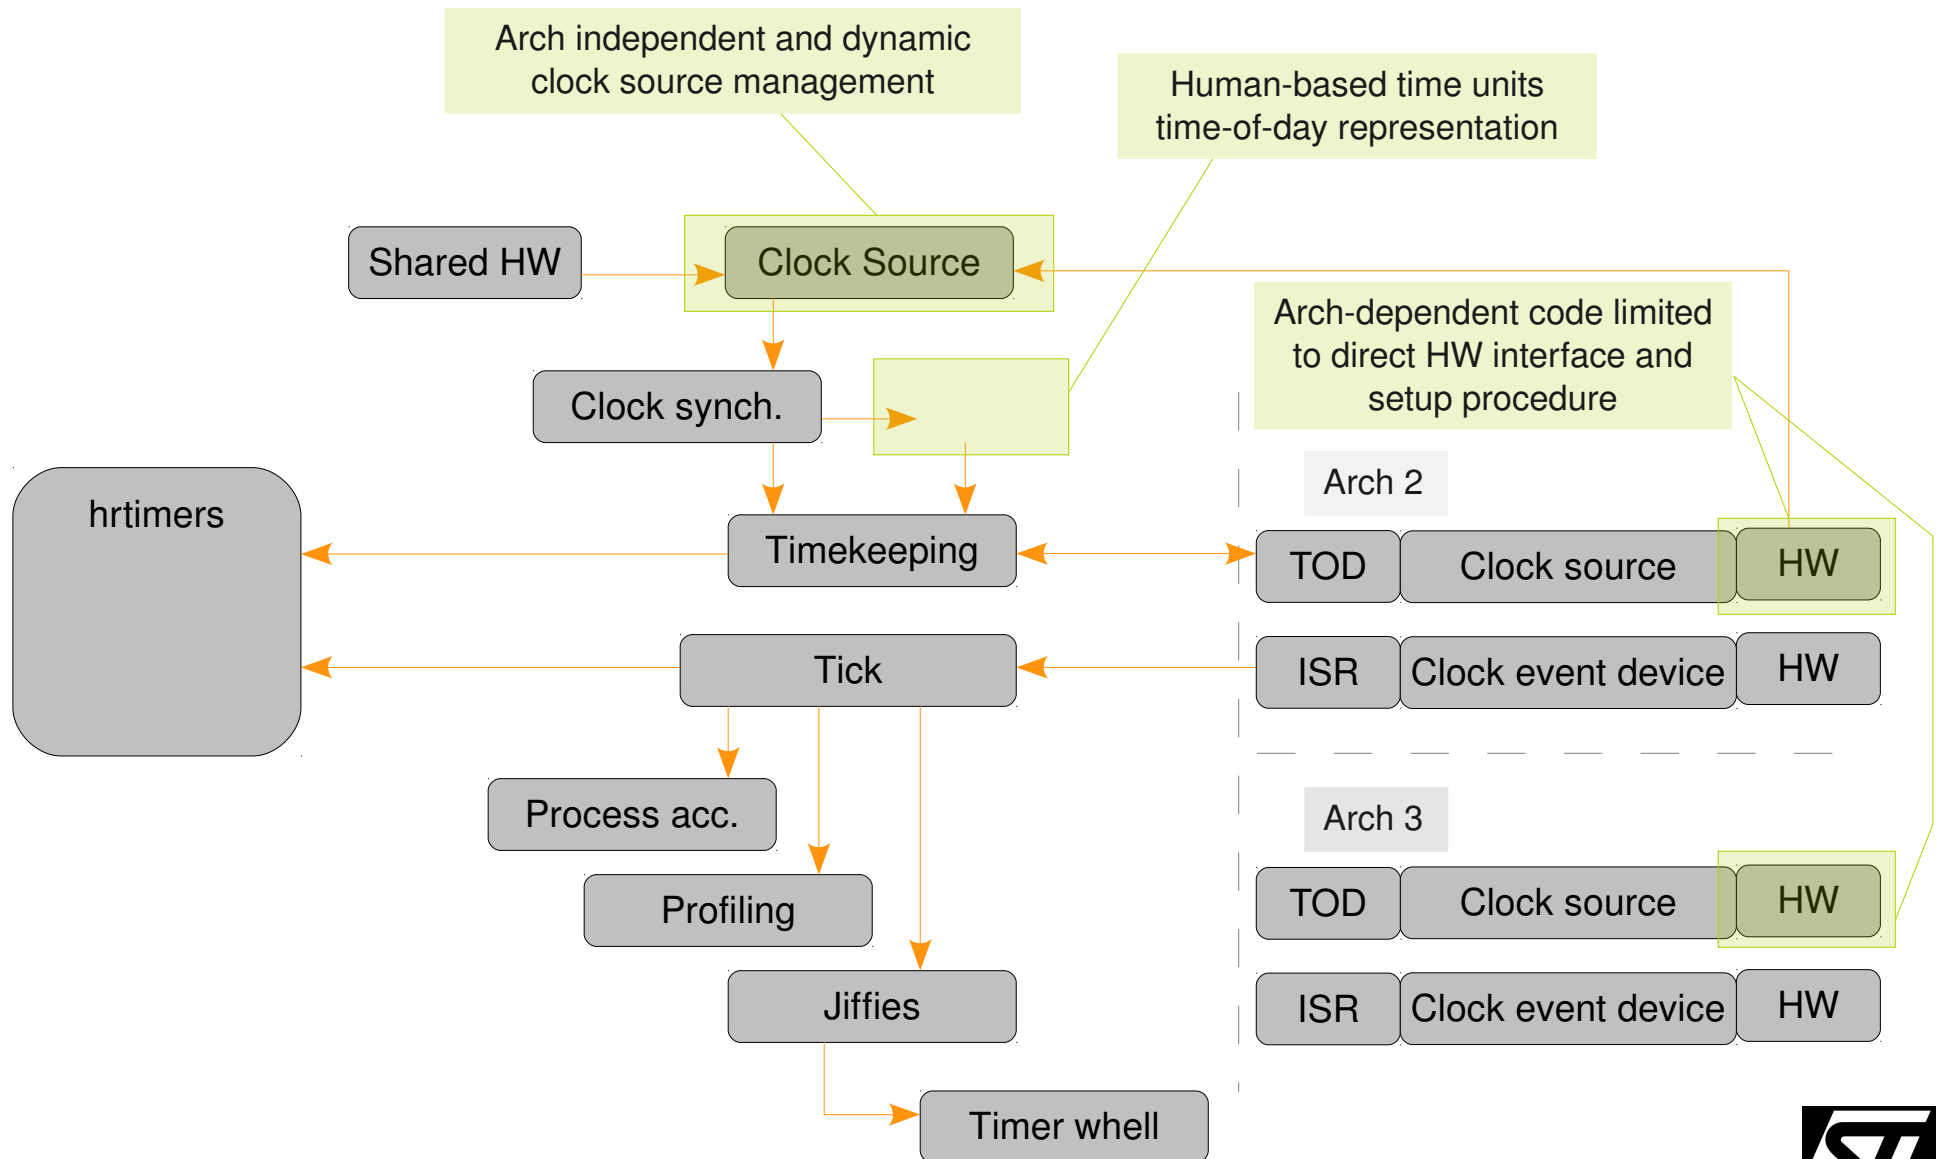 Arch independent and dynamic
clock source management
Human-based time units
time-of-day representation
Shared HW
Clock Source
Arch-dependent code limited
to direct HW interface and
setup procedure
Clock synch.
Arch 2
hrtimers
Timekeeping
TOD
Clock source
HW
Tick
ISR
Clock event device
HW
Process acc.
Arch 3
Profiling
TOD
Clock source
HW
Jiffies
ISR
Clock event device
HW
Timer whell